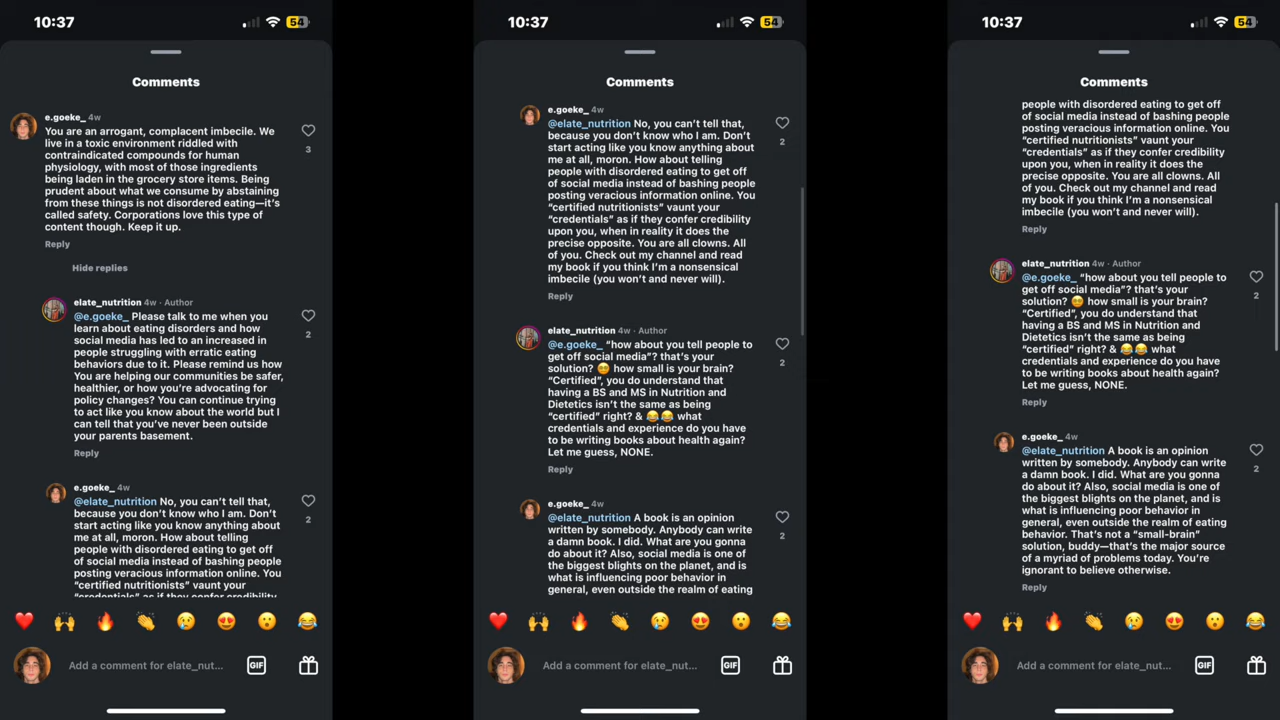 10:37
54
Comments
e.goeke_ 4w
You are an arrogant, complacent imbecile. We
live in a toxic environment riddled with
contraindicated compounds for human
physiology, with most of those ingredients
being laden in the grocery store items. Being
prudent about what we consume by abstaining
from these things is not disordered eating—it's
called safety. Corporations love this type of
content though. Keep it up.
3
Reply
Hide replies
elate_nutrition 4w · Author
@e.goeke_ Please talk to me when you
learn about eating disorders and how
social media has led to an increased in
people struggling with erratic eating
behaviors due to it. Please remind us how
You are helping our communities be safer,
healthier, or how you're advocating for
policy changes? You can continue trying
to act like you know about the world but I
can tell that you've never been outside
your parents basement.
2
Reply
e.goeke_ 4w
@elate_nutrition No, you can't tell that,
because you don't know who I am. Don't
start acting like you know anything about
me at all, moron. How about telling
people with disordered eating to get off
of social media instead of bashing people
posting veracious information online. You
“certified nutritionists” vaunt your
“credentials” as if they confer credibility
2
Add a comment for elate_nut...
GIF
10:37
54
Comments
e.goeke_ 4w
@elate_nutrition No, you can't tell that,
because you don't know who I am. Don't
start acting like you know anything about
me at all, moron. How about telling
people with disordered eating to get off
of social media instead of bashing people
posting veracious information online. You
“certified nutritionists” vaunt your
“credentials” as if they confer credibility
upon you, when in reality it does the
precise opposite. You are all clowns. All
of you. Check out my channel and read
my book if you think I'm a nonsensical
imbecile (you won't and never will).
2
Reply
elate_nutrition 4w · Author
@e.goeke_ “how about you tell people to
get off social media”? that's your
solution? 🥹 how small is your brain?
“Certified”, you do understand that
having a BS and MS in Nutrition and
Dietetics isn't the same as being
“certified” right? & 😂😂 what
credentials and experience do you have
to be writing books about health again?
Let me guess, NONE.
2
Reply
e.goeke_ 4w
@elate_nutrition A book is an opinion
written by somebody. Anybody can write
a damn book. I did. What are you gonna
do about it? Also, social media is one of
the biggest blights on the planet, and is
what is influencing poor behavior in
general, even outside the realm of eating
2
Add a comment for elate_nut...
GIF
10:37
54
Comments
people with disordered eating to get off
of social media instead of bashing people
posting veracious information online. You
“certified nutritionists” vaunt your
“credentials” as if they confer credibility
upon you, when in reality it does the
precise opposite. You are all clowns. All
of you. Check out my channel and read
my book if you think I'm a nonsensical
imbecile (you won't and never will).
Reply
elate_nutrition 4w · Author
@e.goeke_ “how about you tell people to
get off social media”? that's your
solution? 🥹 how small is your brain?
“Certified”, you do understand that
having a BS and MS in Nutrition and
Dietetics isn't the same as being
“certified” right? & 😂😂 what
credentials and experience do you have
to be writing books about health again?
Let me guess, NONE.
2
Reply
e.goeke_ 4w
@elate_nutrition A book is an opinion
written by somebody. Anybody can write
a damn book. I did. What are you gonna
do about it? Also, social media is one of
the biggest blights on the planet, and is
what is influencing poor behavior in
general, even outside the realm of eating
behavior. That's not a “small-brain”
solution, buddy—that's the major source
of a myriad of problems today. You're
ignorant to believe otherwise.
2
Reply
Add a comment for elate_nut...
GIF